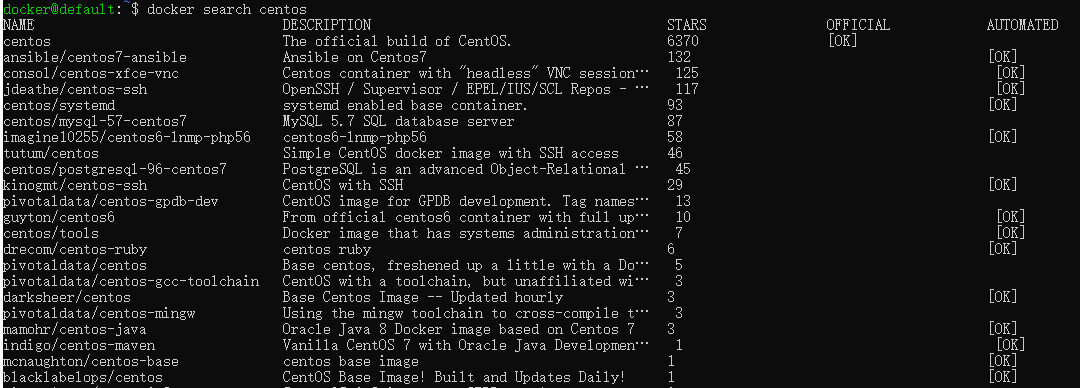 docker@default:~$ docker search centos
NAME DESCRIPTION STARS OFFICIAL AUTOMATED
centos The official build of CentOS. 6370 [OK]
ansible/centos7-ansible Ansible on Centos7 132 [OK]
consol/centos-xfce-vnc Centos container with "headless" VNC session… 125 [OK]
jdeathe/centos-ssh OpenSSH / Supervisor / EPEL/IUS/SCL Repos - … 117 [OK]
centos/systemd systemd enabled base container. 93 [OK]
centos/mysql-57-centos7 MySQL 5.7 SQL database server 87
imagine10255/centos6-lnmp-php56 centos6-lnmp-php56 58 [OK]
tutum/centos Simple CentOS docker image with SSH access 46
centos/postgresql-96-centos7 PostgreSQL is an advanced Object-Relational … 45
kinogmt/centos-ssh CentOS with SSH 29 [OK]
pivotaldata/centos-gpdb-dev CentOS image for GPDB development. Tag names… 13
guyton/centos6 From official centos6 container with full up… 10 [OK]
centos/tools Docker image that has systems administration… 7 [OK]
drecom/centos-ruby centos ruby 6 [OK]
pivotaldata/centos Base centos, freshened up a little with a Do… 5
pivotaldata/centos-gcc-toolchain CentOS with a toolchain, but unaffiliated wi… 3
darksheer/centos Base Centos Image -- Updated hourly 3 [OK]
pivotaldata/centos-mingw Using the mingw toolchain to cross-compile t… 3
mamohr/centos-java Oracle Java 8 Docker image based on Centos 7 3 [OK]
indigo/centos-maven Vanilla CentOS 7 with Oracle Java Developmen… 1 [OK]
mcnaughton/centos-base centos base image 1 [OK]
blacklabelops/centos CentOS Base Image! Built and Updates Daily! 1 [OK]